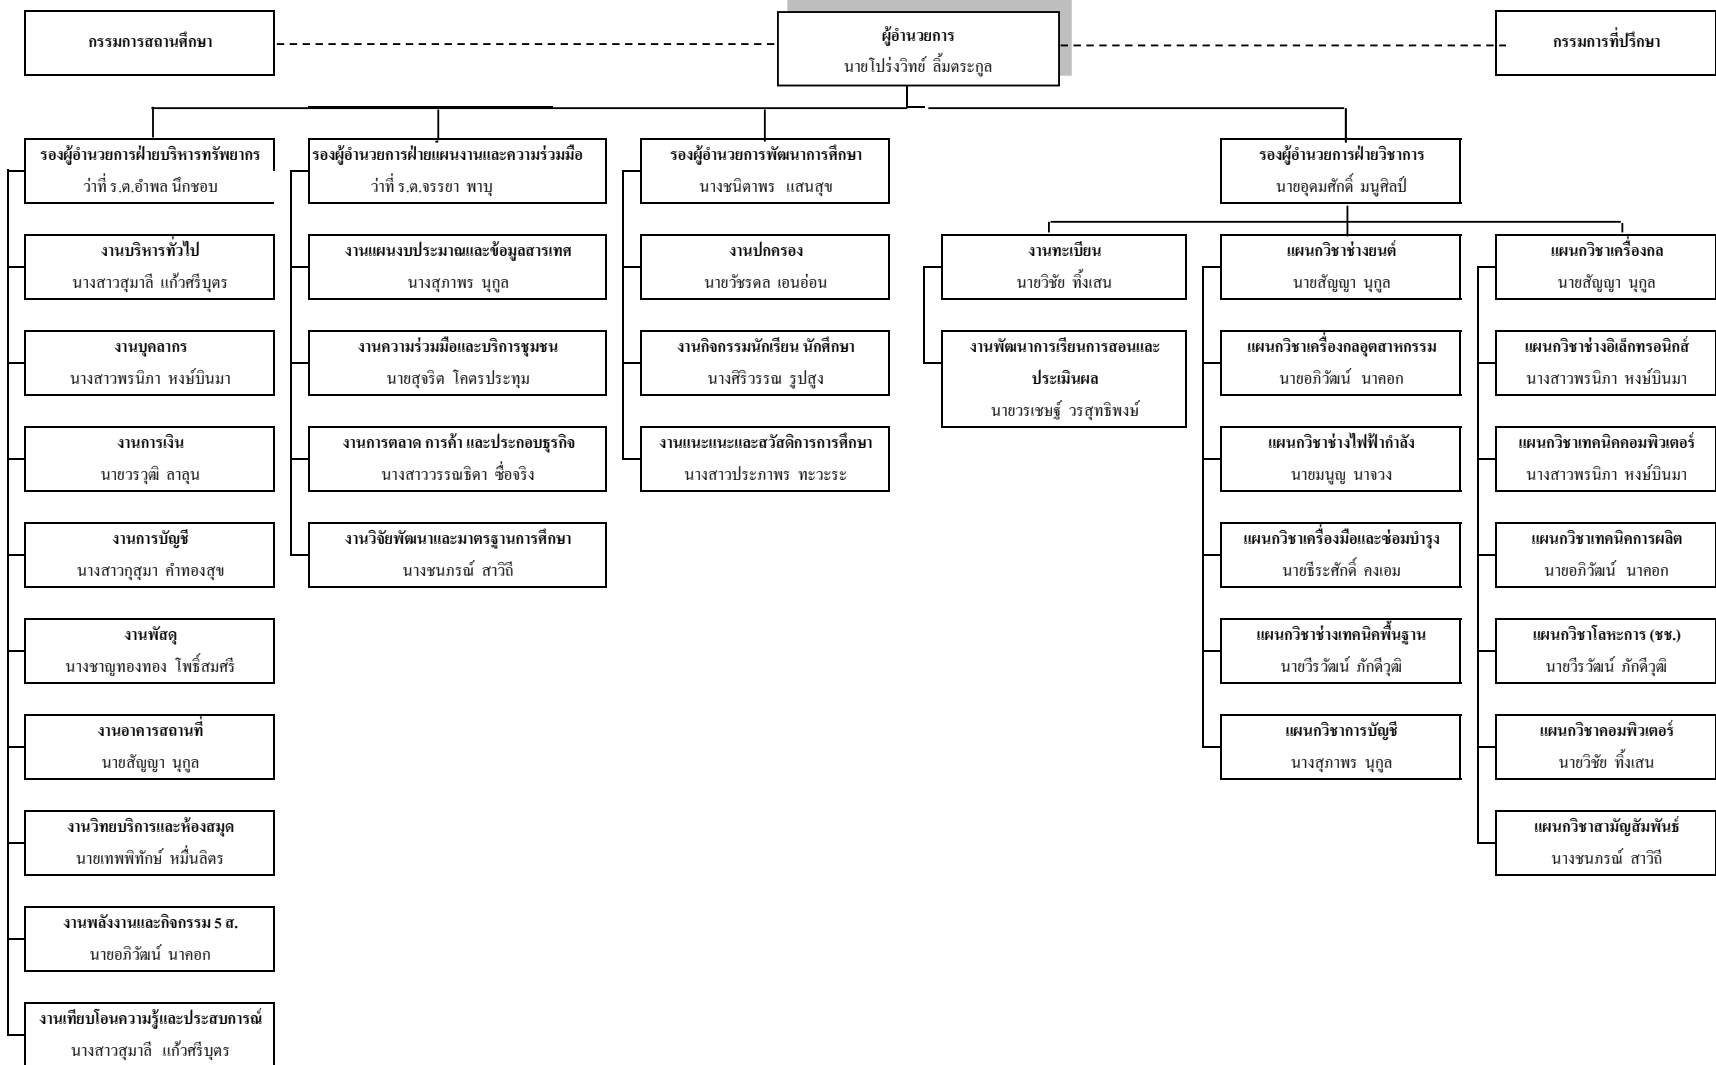 กรรมการสถานศึกษา
ผู้อำนวยการ
นายโปร่งวิทย์ ลิ้มตระกูล
กรรมการที่ปรึกษา
รองผู้อำนวยการฝ่ายบริหารทรัพยากร
ว่าที่ ร.ต.อำพล นึกชอบ
งานบริหารทั่วไป
นางสาวสุมาลี แก้วศรีบุตร
งานบุคลากร
นางสาวพรนิภา หงษ์บินมา
งานการเงิน
นายวรวุฒิ ลาลุน
งานการบัญชี
นางสาวกุสุมา คำทองสุข
งานพัสดุ
นางชาญทองทอง โพธิ์สมศรี
งานอาคารสถานที่
นายสัญญา นุกูล
งานวิทยบริการและห้องสมุด
นายเทพพิทักษ์ หมื่นลิตร
งานพลังงานและกิจกรรม 5 ส.
นายอภิวัฒน์ นาคอก
งานเทียบโอนความรู้และประสบการณ์
นางสาวสุมาลี แก้วศรีบุตร
รองผู้อำนวยการฝ่ายแผนงานและความร่วมมือ
ว่าที่ ร.ต.จรรยา พาบุ
งานแผนงบประมาณและข้อมูลสารเทศ
นางสุภาพร นุกูล
งานความร่วมมือและบริการชุมชน
นายสุจริต โคตรประทุม
งานการตลาด การค้า และประกอบธุรกิจ
นางสาววรรณธิดา ซื่อจริง
งานวิจัยพัฒนาและมาตรฐานการศึกษา
นางชนภรณ์ สาวิถี
รองผู้อำนวยการพัฒนาการศึกษา
นางชนิตาพร แสนสุข
งานปกครอง
นายวัชรดล เอนอ่อน
งานกิจกรรมนักเรียน นักศึกษา
นางศิริวรรณ รูปสูง
งานแนะแนะและสวัสดิการการศึกษา
นางสาวประภาพร ทะวะระ
รองผู้อำนวยการฝ่ายวิชาการ
นายอุดมศักดิ์ มนูศิลป์
งานทะเบียน
นายวิชัย ทิ้งเสน
งานพัฒนาการเรียนการสอนและ
ประเมินผล
นายวรเชษฐ์ วรสุทธิพงษ์
แผนกวิชาช่างยนต์
นายสัญญา นุกูล
แผนกวิชาเครื่องกลอุตสาหกรรม
นายอภิวัฒน์ นาคอก
แผนกวิชาช่างไฟฟ้ากำลัง
นายมนูญ นาจวง
แผนกวิชาเครื่องมือและซ่อมบำรุง
นายธีระศักดิ์ คงเอม
แผนกวิชาช่างเทคนิคพื้นฐาน
นายวีรวัฒน์ ภักดีวุฒิ
แผนกวิชาการบัญชี
นางสุภาพร นุกูล
แผนกวิชาเครื่องกล
นายสัญญา นุกูล
แผนกวิชาช่างอิเล็กทรอนิกส์
นางสาวพรนิภา หงษ์บินมา
แผนกวิชาเทคนิคคอมพิวเตอร์
นางสาวพรนิภา หงษ์บินมา
แผนกวิชาเทคนิคการผลิต
นายอภิวัฒน์ นาคอก
แผนกวิชาโลหะการ (ชช.)
นายวีรวัฒน์ ภักดีวุฒิ
แผนกวิชาคอมพิวเตอร์
นายวิชัย ทิ้งเสน
แผนกวิชาสามัญสัมพันธ์
นางชนภรณ์ สาวิถี